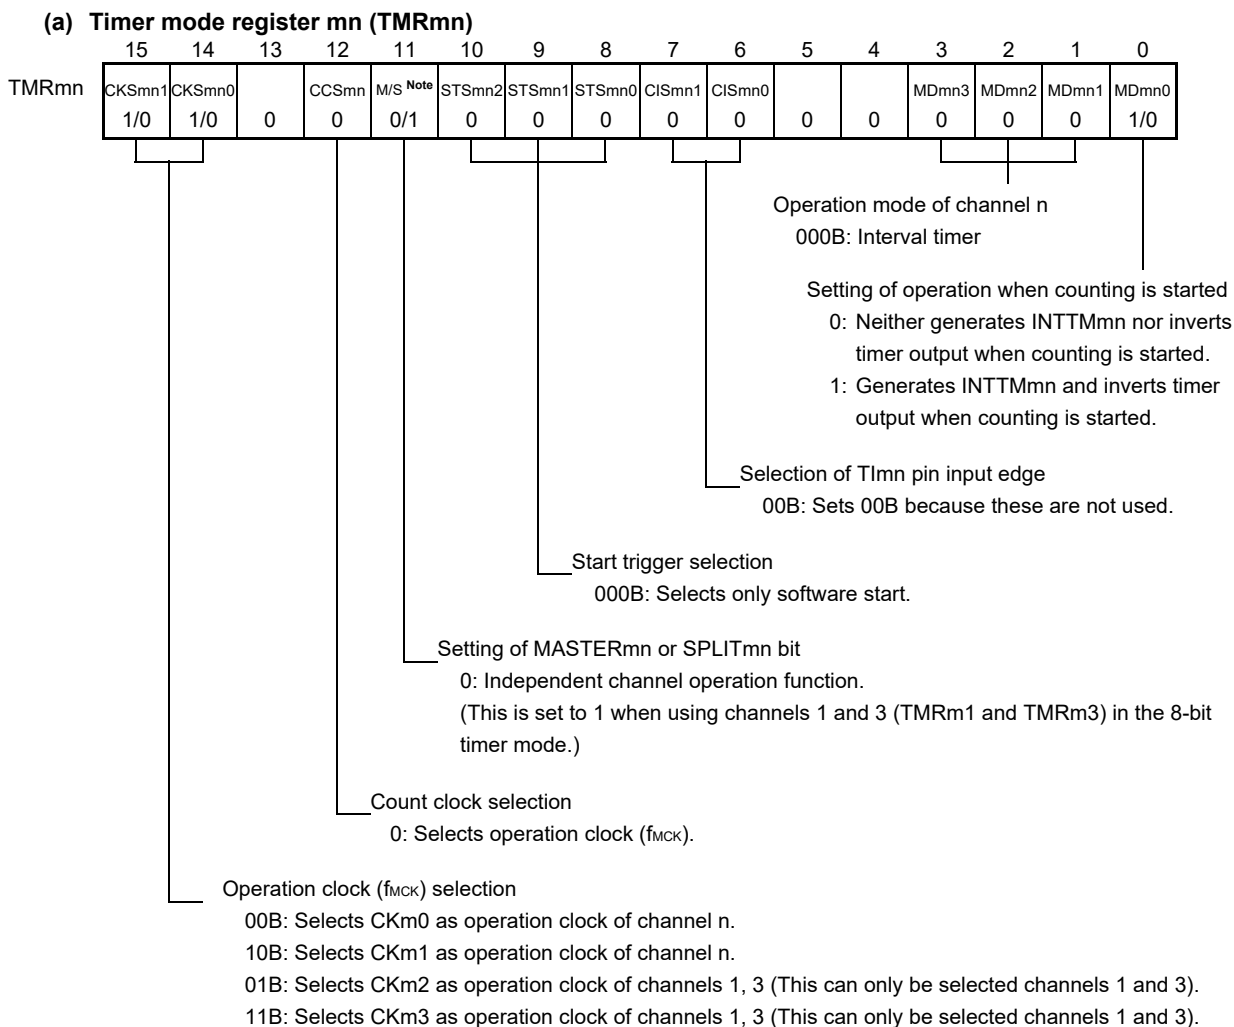 (a) Timer mode register mn (TMRmn)
15 14 13 12 11 10 9 8 7 6 5 4 3 2 1 0
TMRmn CKSmn1 CKSmn0 CCSmn M/S Note STSmn2 STSmn1 STSmn0 CISmn1 CISmn0 MDmn3 MDmn2 MDmn1 MDmn0
1/0 1/0 0 0 0/1 0 0 0 0 0 0 0 0 0 0 1/0
Operation mode of channel n
000B: Interval timer
Setting of operation when counting is started
0: Neither generates INTTMmn nor inverts
timer output when counting is started.
1: Generates INTTMmn and inverts timer
output when counting is started.
Selection of TImn pin input edge
00B: Sets 00B because these are not used.
Start trigger selection
000B: Selects only software start.
Setting of MASTERmn or SPLITmn bit
0: Independent channel operation function.
(This is set to 1 when using channels 1 and 3 (TMRm1 and TMRm3) in the 8-bit
timer mode.)
Count clock selection
0: Selects operation clock (fMCK).
Operation clock (fMCK) selection
00B: Selects CKm0 as operation clock of channel n.
10B: Selects CKm1 as operation clock of channel n.
01B: Selects CKm2 as operation clock of channels 1, 3 (This can only be selected channels 1 and 3).
11B: Selects CKm3 as operation clock of channels 1, 3 (This can only be selected channels 1 and 3).